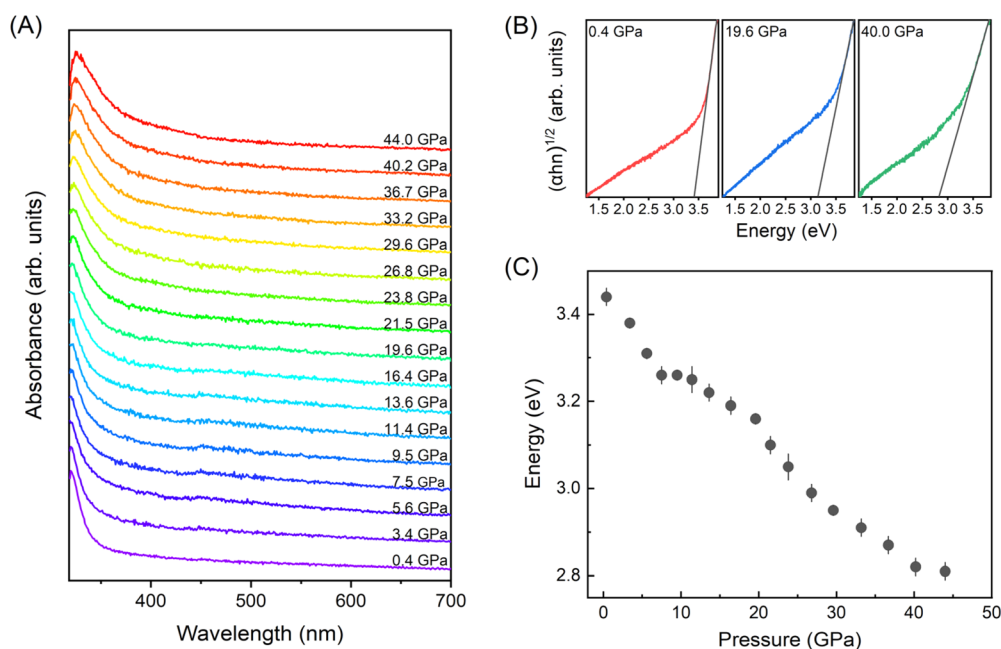 (A)
Absorbance (arb. units)
44.0 GPa
40.2 GPa
36.7 GPa
33.2 GPa
29.6 GPa
26.8 GPa
23.8 GPa
21.5 GPa
19.6 GPa
16.4 GPa
13.6 GPa
11.4 GPa
9.5 GPa
7.5 GPa
5.6 GPa
3.4 GPa
0.4 GPa
400 500 600 700
Wavelength (nm)
(B)
(αhn)1/2 (arb. units)
0.4 GPa 19.6 GPa 40.0 GPa
1.5 2.0 2.5 3.0 3.5 1.5 2.0 2.5 3.0 3.5 1.5 2.0 2.5 3.0 3.5
Energy (eV)
(C)
Energy (eV)
3.4
3.2
3.0
2.8
0 10 20 30 40 50
Pressure (GPa)